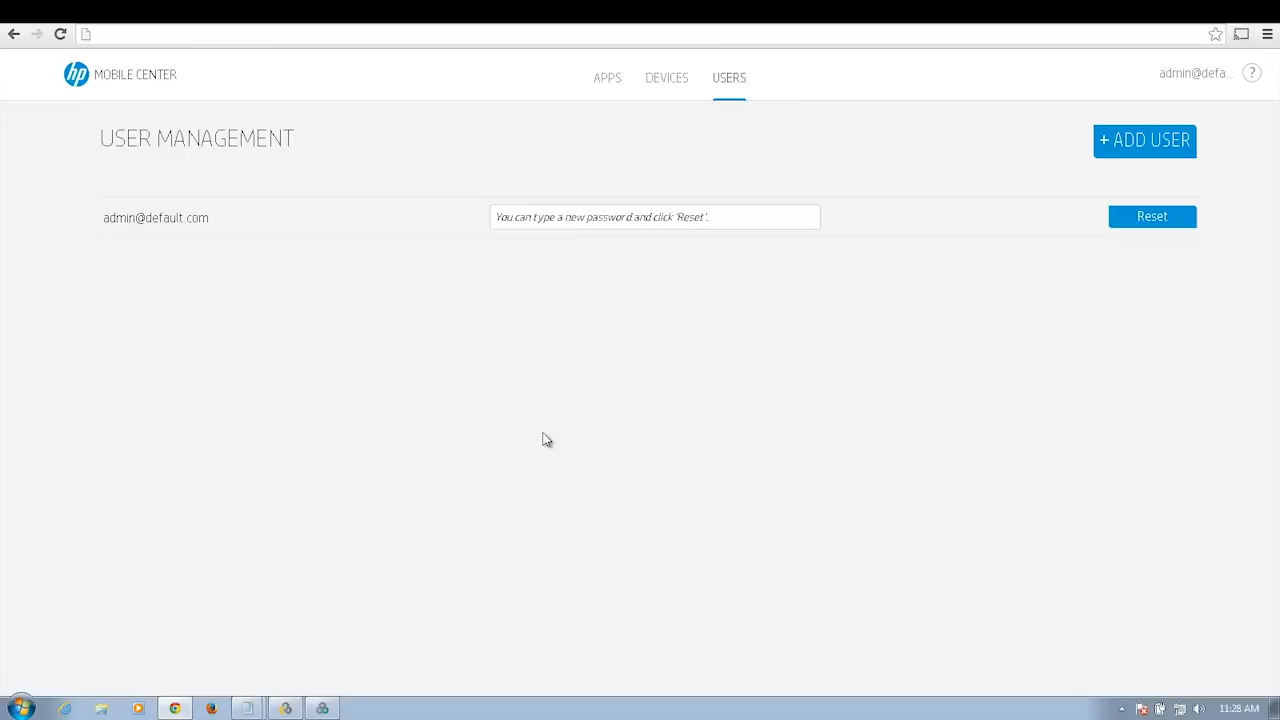 hp MOBILE CENTER
APPS DEVICES USERS
admin@defa... ?
USER MANAGEMENT
+ ADD USER
admin@default.com
You can type a new password and click 'Reset'.
Reset
11:28 AM